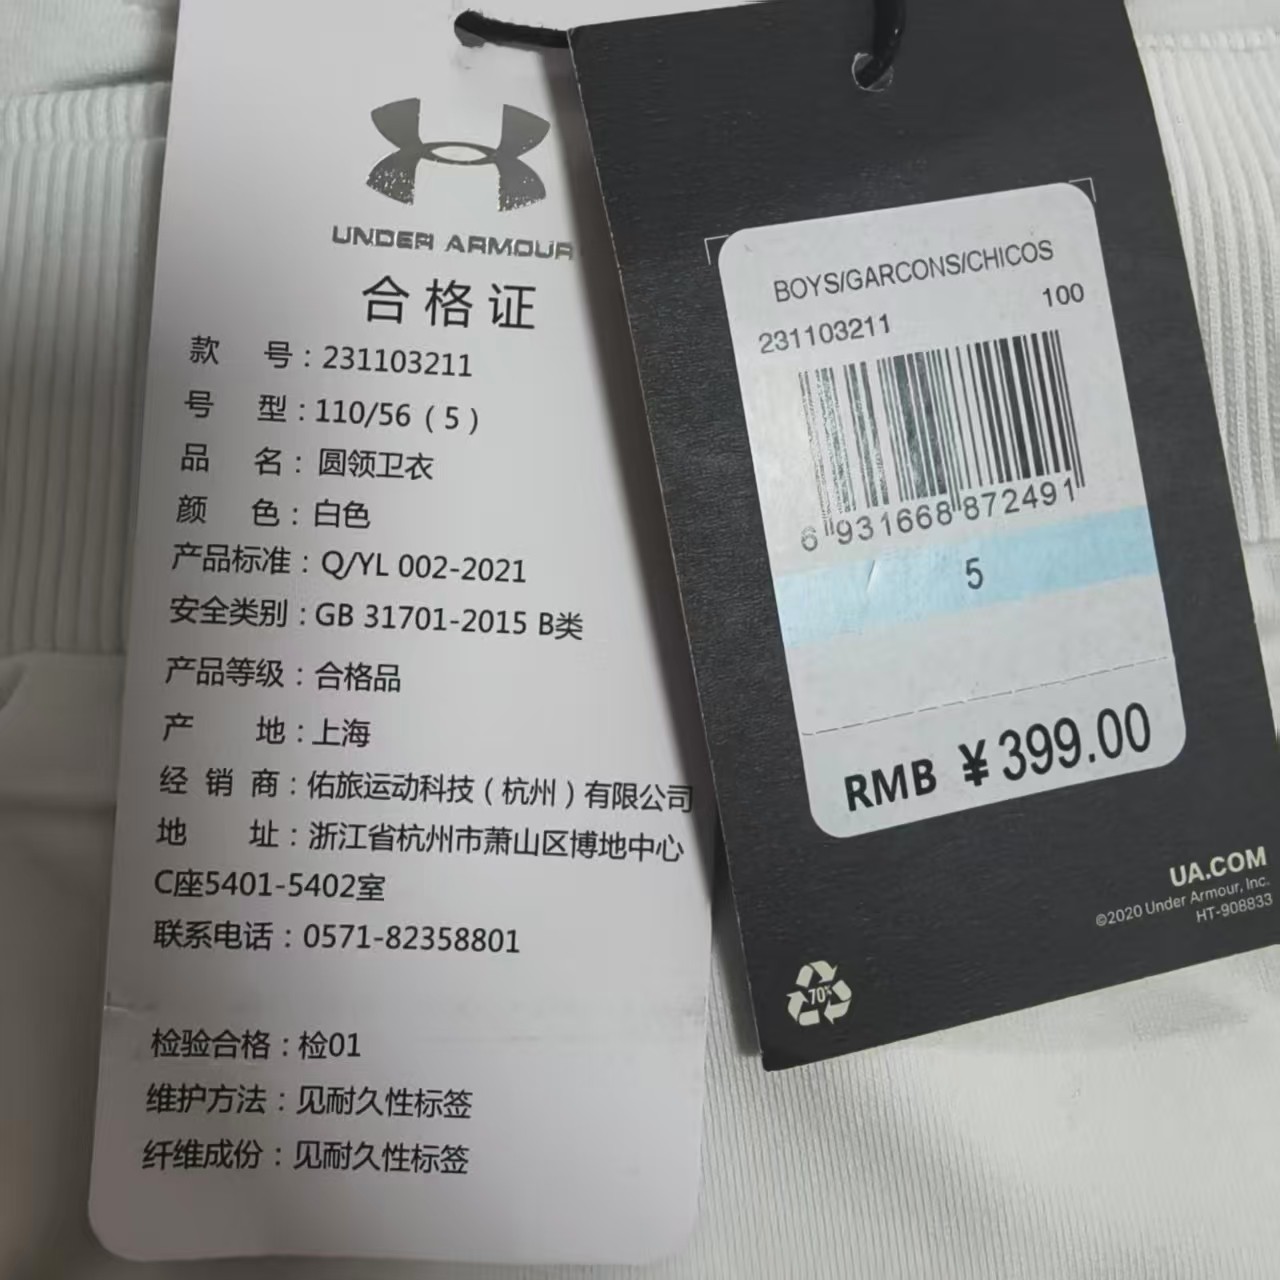 UNDER ARMOUR
合格证
款 号：231103211
号 型：110/56（5）
品 名：圆领卫衣
颜 色：白色
产品标准：Q/YL 002-2021
安全类别：GB 31701-2015 B类
产品等级：合格品
产 地：上海
经 销 商：佑旅运动科技（杭州）有限公司
地 址：浙江省杭州市萧山区博地中心
C座5401-5402室
联系电话：0571-82358801
检验合格：检01
维护方法：见耐久性标签
纤维成份：见耐久性标签
BOYS/GARCONS/CHICOS
231103211 100
6 931668 872491
5
RMB ￥399.00
UA.COM
©2020 Under Armour, Inc.
HT-908833
70%